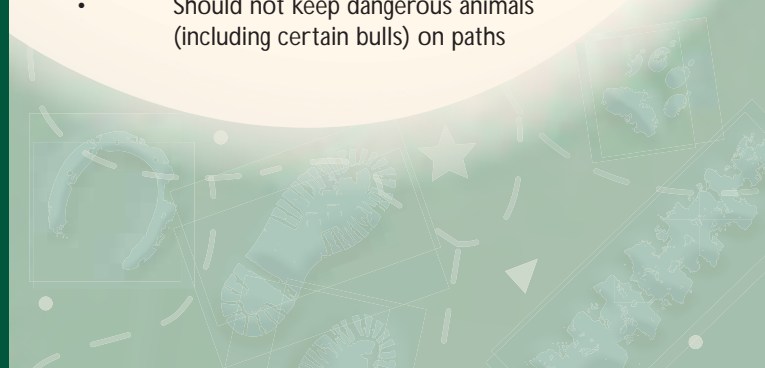 • Should not keep dangerous animals
(including certain bulls) on paths